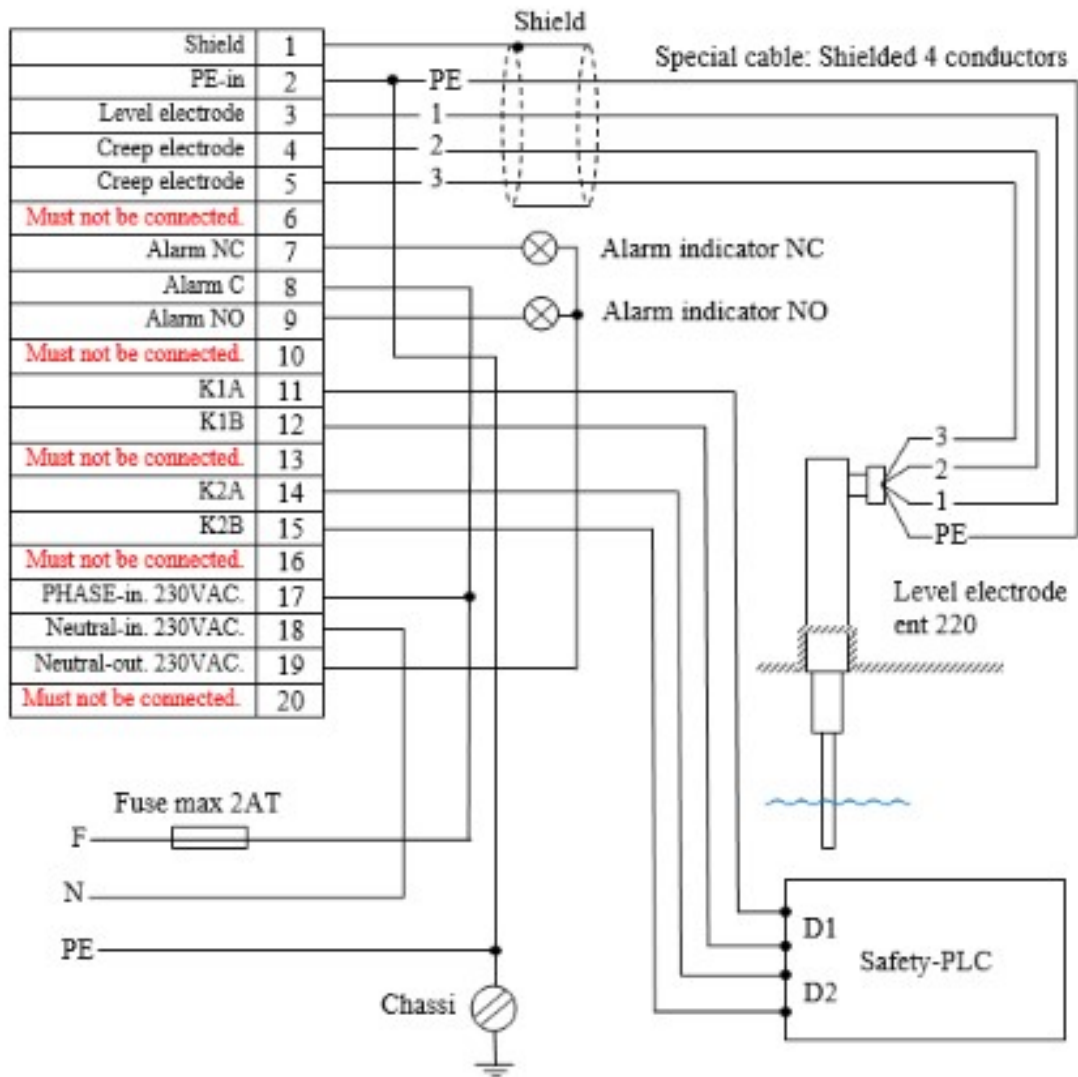 Shield
Special cable: Shielded 4 conductors
Shield 1
PE-in 2 PE
Level electrode 3 1
Creep electrode 4 2
Creep electrode 5 3
Must not be connected. 6
Alarm NC 7 Alarm indicator NC
Alarm C 8
Alarm NO 9 Alarm indicator NO
Must not be connected. 10
K1A 11
K1B 12
Must not be connected. 13
K2A 14
K2B 15
Must not be connected. 16
PHASE-in. 230VAC. 17
Neutral-in. 230VAC. 18
Neutral-out. 230VAC. 19
Must not be connected. 20
3
2
1
PE
Level electrode
ent 220
Fuse max 2AT
F
N
PE
Chassi
D1
D2
Safety-PLC